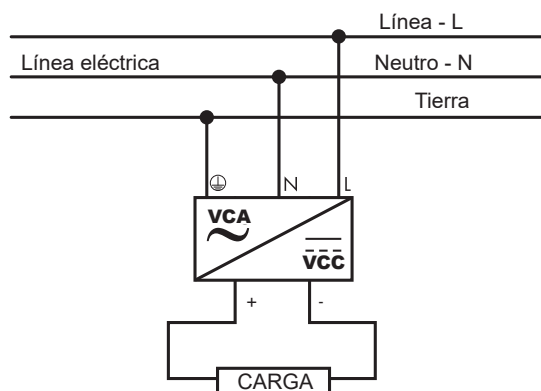 Línea - L
Línea eléctrica
Neutro - N
Tierra
N
L
VCA
VCC
+
-
CARGA